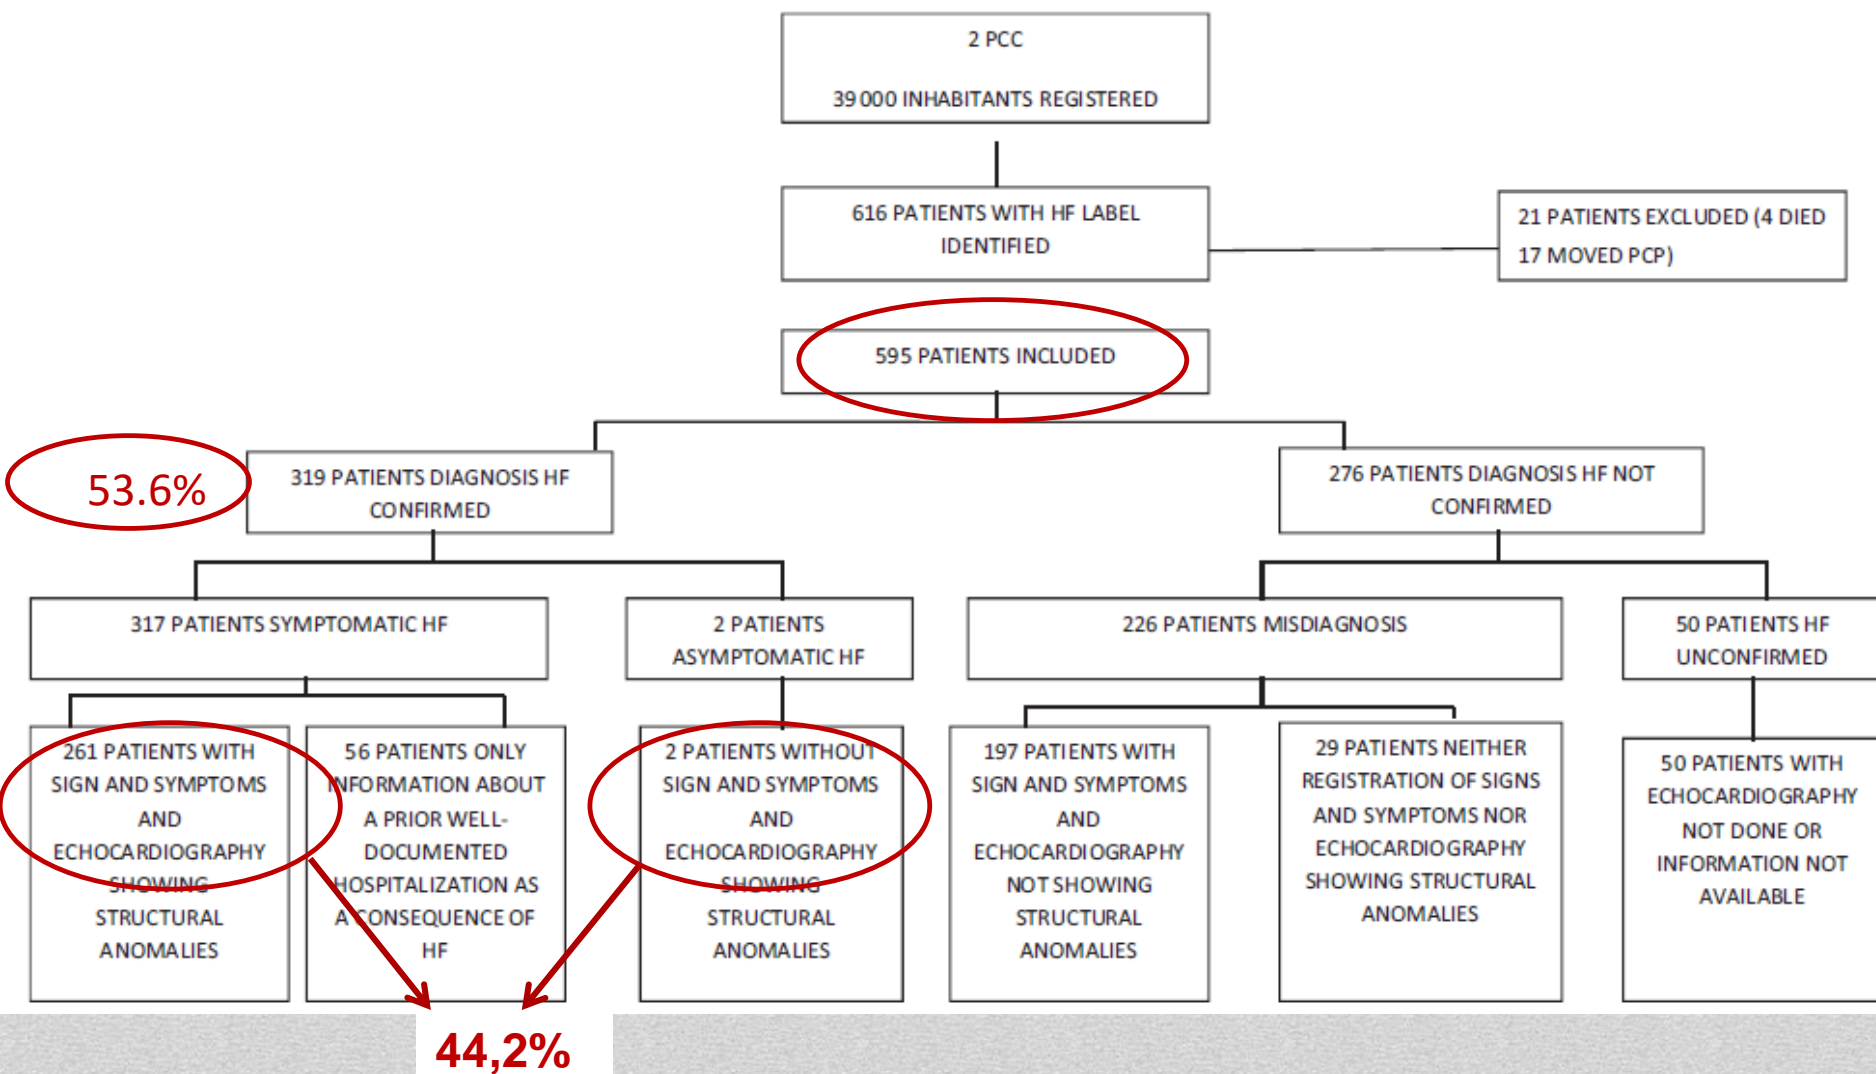 2 PCC
39 000 INHABITANTS REGISTERED
616 PATIENTS WITH HF LABEL
IDENTIFIED
21 PATIENTS EXCLUDED (4 DIED
17 MOVED PCP)
595 PATIENTS INCLUDED
53.6%
319 PATIENTS DIAGNOSIS HF
CONFIRMED
276 PATIENTS DIAGNOSIS HF NOT
CONFIRMED
317 PATIENTS SYMPTOMATIC HF
2 PATIENTS
ASYMPTOMATIC HF
226 PATIENTS MISDIAGNOSIS
50 PATIENTS HF
UNCONFIRMED
261 PATIENTS WITH
SIGN AND SYMPTOMS
AND
ECHOCARDIOGRAPHY
SHOWING
STRUCTURAL
ANOMALIES
56 PATIENTS ONLY
INFORMATION ABOUT
A PRIOR WELL-
DOCUMENTED
HOSPITALIZATION AS
A CONSEQUENCE OF
HF
2 PATIENTS WITHOUT
SIGN AND SYMPTOMS
AND
ECHOCARDIOGRAPHY
SHOWING
STRUCTURAL
ANOMALIES
197 PATIENTS WITH
SIGN AND SYMPTOMS
AND
ECHOCARDIOGRAPHY
NOT SHOWING
STRUCTURAL
ANOMALIES
29 PATIENTS NEITHER
REGISTRATION OF SIGNS
AND SYMPTOMS NOR
ECHOCARDIOGRAPHY
SHOWING STRUCTURAL
ANOMALIES
50 PATIENTS WITH
ECHOCARDIOGRAPHY
NOT DONE OR
INFORMATION NOT
AVAILABLE
44,2%